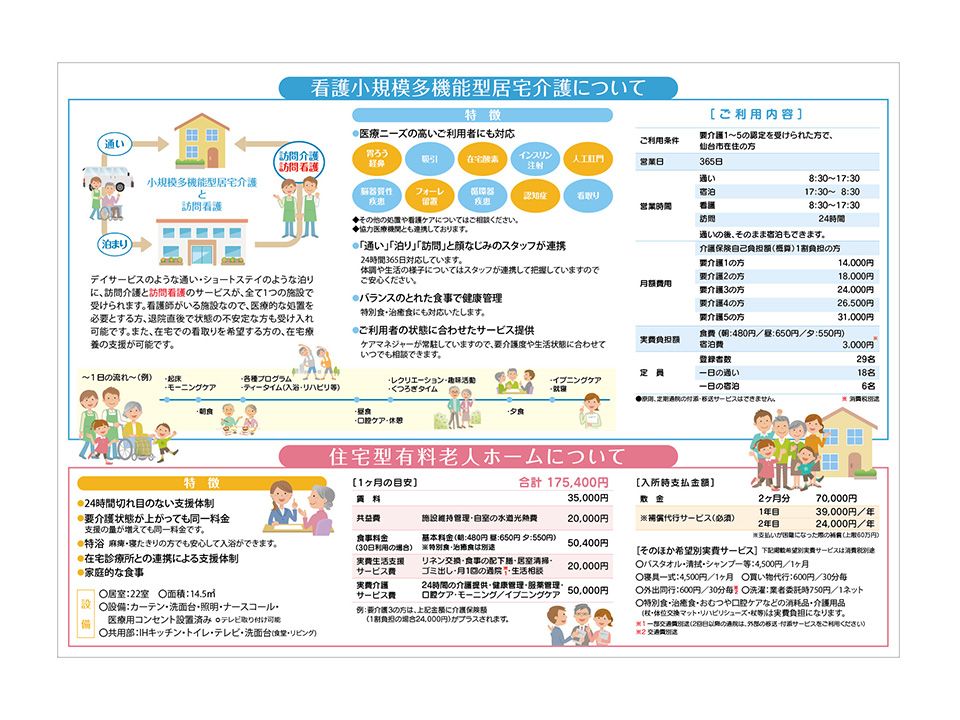 看護小規模多機能型居宅介護について
通い
訪問介護
訪問看護
小規模多機能型居宅介護
と
訪問看護
泊まり
デイサービスのような通い・ショートステイのような泊り
に、訪問介護と訪問看護のサービスが、全て1つの施設で
受けられます。看護師がいる施設なので、医療的な処置を
必要とする方、退院直後で状態の不安定な方も受け入れ
可能です。また、在宅での看取りを希望する方の、在宅療
養の支援が可能です。
特 徴
●医療ニーズの高いご利用者にも対応
胃ろう
経鼻
吸引
在宅酸素
インスリン
注射
人工肛門
脳器質性
疾患
フォーレ
留置
循環器
疾患
認知症
看取り
◆その他の処置や看護ケアについてはご相談ください。
◆協力医療機関とも連携しております。
●「通い」「泊り」「訪問」と顔なじみのスタッフが連携
24時間365日対応しています。
体調や生活の様子についてはスタッフが連携して把握していますので
ご安心ください。
●バランスのとれた食事で健康管理
特別食・治癒食にも対応いたします。
●ご利用者の状態に合わせたサービス提供
ケアマネジャーが常駐していますので、要介護度や生活状態に合わせて
いつでも相談できます。
[ご利用内容]
ご利用条件 要介護1〜5の認定を受けられた方で、
仙台市在住の方
営業日 365日
営業時間
通い 8:30〜17:30
宿泊 17:30〜 8:30
看護 8:30〜17:30
訪問 24時間
通いの後、そのまま宿泊もできます。
月額費用
介護保険自己負担額(概算)1割負担の方
要介護1の方 14,000円
要介護2の方 18,000円
要介護3の方 24,000円
要介護4の方 26,500円
要介護5の方 31,000円
実費負担額 食費 (朝:480円/昼:650円/夕:550円)
宿泊費 3,000円※
定 員
登録者数 29名
一日の通い 18名
一日の宿泊 6名
●原則、定期通院の付添・移送サービスはできません。 ※ 消費税別途
〜1日の流れ〜(例)
・起床
・モーニングケア
・朝食
・各種プログラム
・ティータイム(入浴・リハビリ等)
・昼食
・口腔ケア・休憩
・レクリエーション・趣味活動
・くつろぎタイム
・夕食
・イブニングケア
・就寝
住宅型有料老人ホームについて
特 徴
●24時間切れ目のない支援体制
●要介護状態が上がっても同一料金
支援の量が増えても同一料金です。
●特浴 麻痺・寝たきりの方でも安心して入浴ができます。
●在宅診療所との連携による支援体制
●家庭的な食事
設備
○居室:22室 ○面積:14.5㎡
○設備:カーテン・洗面台・照明・ナースコール・
医療用コンセント設置済み ○テレビ取り付け可能
○共用部:IHキッチン・トイレ・テレビ・洗面台(食堂・リビング)
[1ヶ月の目安] 合計 175,400円
賃 料 35,000円
共益費 施設維持管理・自室の水道光熱費 20,000円
食事料金
(30日利用の場合)
基本料金(朝:480円 昼:650円 夕:550円)
※特別食・治癒食は別途
50,400円
実費生活支援
サービス費
リネン交換・食事の配下膳・居室清掃・
ゴミ出し・月1回の通院※1・生活相談
20,000円
実費介護
サービス費
24時間の介護提供・健康管理・服薬管理・
口腔ケア・モーニング/イブニングケア
50,000円
例:要介護3の方は、上記金額に介護保険額
(1割負担の場合24,000円)がプラスされます。
[入所時支払金額]
敷 金 2ヶ月分 70,000円
※補償代行サービス(必須)
1年目 39,000円/年
2年目 24,000円/年
※支払いが困難になった際の補償(上限60万円)
[そのほか希望別実費サービス] 下記掲載希望別実費サービスは消費税別途
○バスタオル・清拭・シャンプー等:4,500円/1ヶ月
○寝具一式:4,500円/1ヶ月 ○買い物代行:600円/30分毎
○外出同行:600円/30分毎※2 ○洗濯:業者委託時750円/1ネット
○特別食・治癒食・おむつや口腔ケアなどの消耗品・介護用品
(杖・体位交換マット・リハビリシューズ・杖等は実費負担になります。
※1 一部交通費別途(2回目以降の通院は、外部の移送・付添サービスをご利用ください)
※2 交通費別途